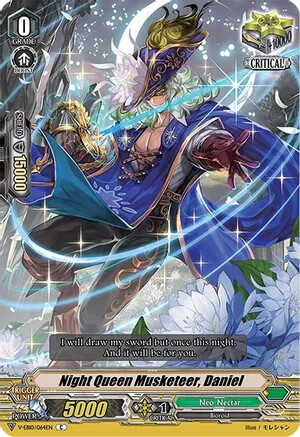 0
GRADE
BOOST
+10000
CRITICAL
15000
I will draw my sword but once this night.
And it will be for you.
Night Queen Musketeer, Daniel
TRIGGER
UNIT
POWER
5000
1
CRITICAL
Neo Nectar
Bioroid
V-EB10/064EN C
Illust / モレシャン